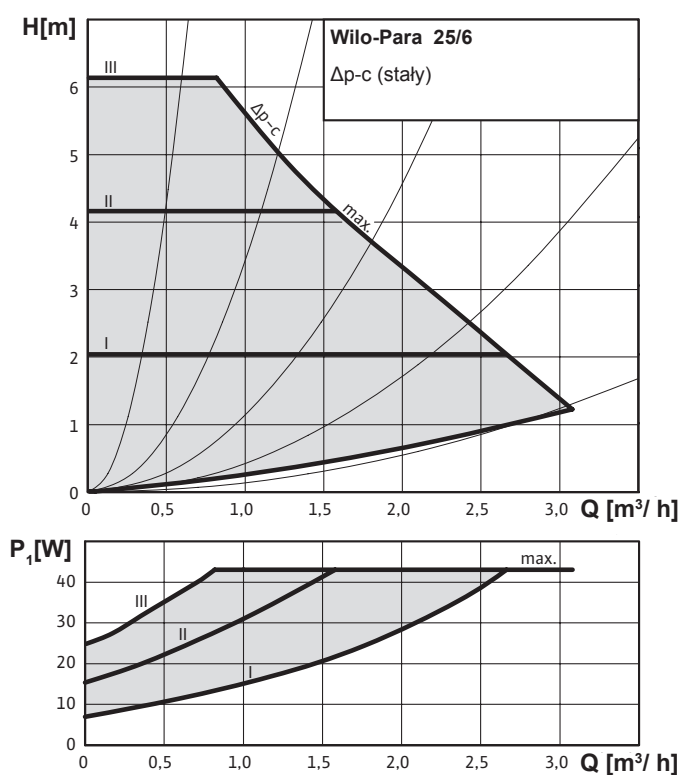 H[m]
Wilo-Para 25/6
Δp-c (stały)
III
6
Δp-c
5
II
max.
4
3
I
2
1
0
0 0,5 1,0 1,5 2,0 2,5 3,0 Q [m³/ h]
P₁[W]
max.
40
III
30
II
20
I
10
0
0 0,5 1,0 1,5 2,0 2,5 3,0 Q [m³/ h]